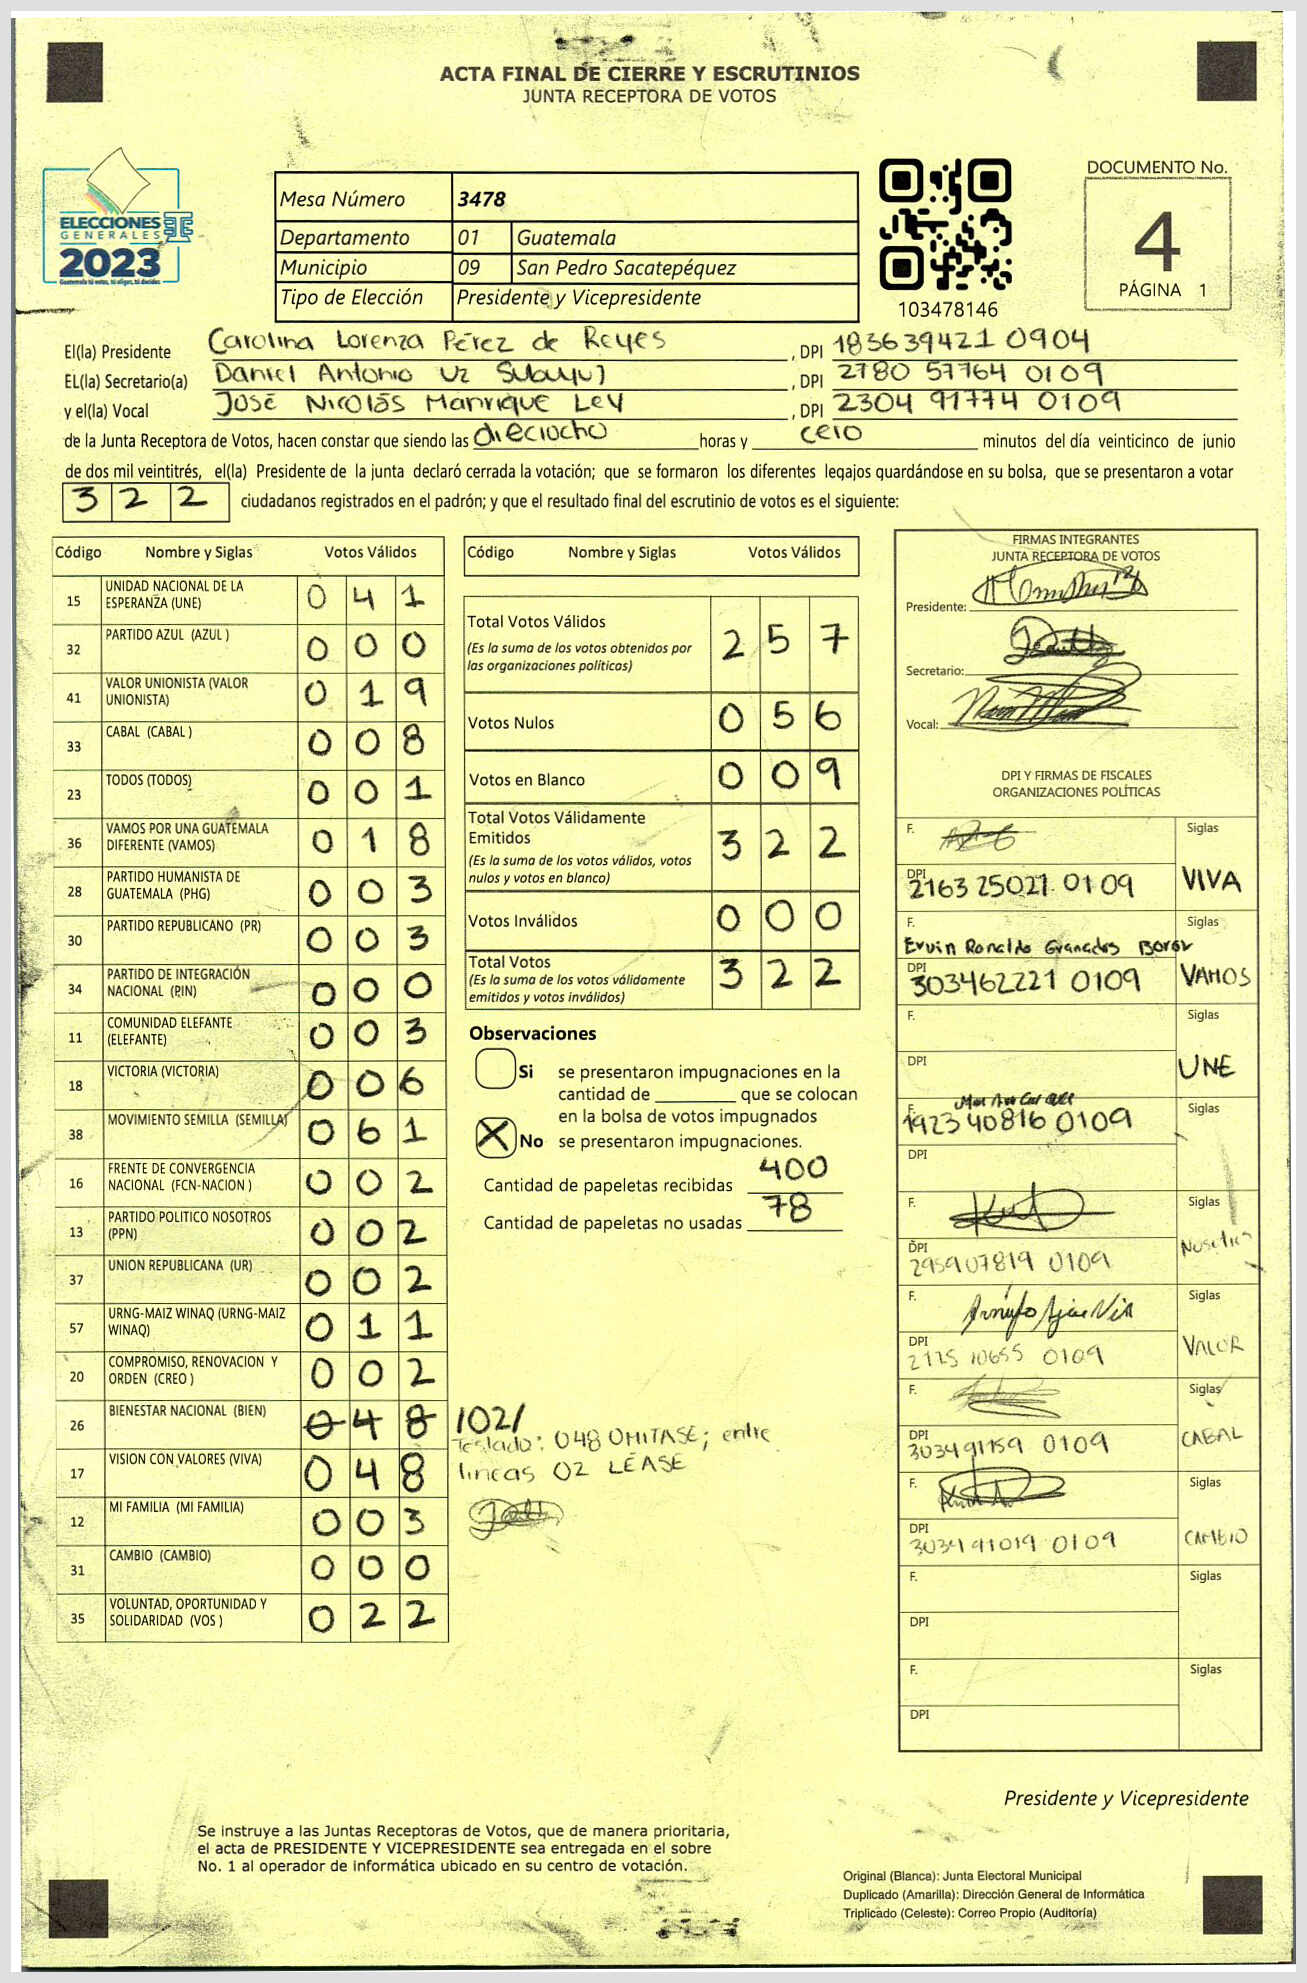 ACTA FINAL DE CIERRE Y ESCRUTINIOS
JUNTA RECEPTORA DE VOTOS
ELECCIONES
GENERALES
2023
Guatemala tú votas, tú eliges, tú decides
Mesa Número 3478
Departamento 01 Guatemala
Municipio 09 San Pedro Sacatepéquez
Tipo de Elección Presidente y Vicepresidente
103478146
DOCUMENTO No.
4
PÁGINA 1
El(la) Presidente Carolina Lorenza Pérez de Reyes, DPI 183639421 0904
EL(la) Secretario(a) Daniel Antonio Uz Subuyuj, DPI 2780 57764 0109
y el(la) Vocal José Nicolás Manrique Ley, DPI 2304 91774 0109
de la Junta Receptora de Votos, hacen constar que siendo las dieciocho horas y cero minutos del día veinticinco de junio
de dos mil veintitrés, el(la) Presidente de la junta declaró cerrada la votación; que se formaron los diferentes legajos quardándose en su bolsa, que se presentaron a votar
322 ciudadanos registrados en el padrón; y que el resultado final del escrutinio de votos es el siguiente:
Código Nombre y Siglas Votos Válidos
15 UNIDAD NACIONAL DE LA ESPERANZA (UNE) 0 4 1
32 PARTIDO AZUL (AZUL ) 0 0 0
41 VALOR UNIONISTA (VALOR UNIONISTA) 0 1 9
33 CABAL (CABAL ) 0 0 8
23 TODOS (TODOS) 0 0 1
36 VAMOS POR UNA GUATEMALA DIFERENTE (VAMOS) 0 1 8
28 PARTIDO HUMANISTA DE GUATEMALA (PHG) 0 0 3
30 PARTIDO REPUBLICANO (PR) 0 0 3
34 PARTIDO DE INTEGRACIÓN NACIONAL (PIN) 0 0 0
11 COMUNIDAD ELEFANTE (ELEFANTE) 0 0 3
18 VICTORIA (VICTORIA) 0 0 6
38 MOVIMIENTO SEMILLA (SEMILLA) 0 6 1
16 FRENTE DE CONVERGENCIA NACIONAL (FCN-NACION ) 0 0 2
13 PARTIDO POLITICO NOSOTROS (PPN) 0 0 2
37 UNION REPUBLICANA (UR) 0 0 2
57 URNG-MAIZ WINAQ (URNG-MAIZ WINAQ) 0 1 1
20 COMPROMISO, RENOVACION Y ORDEN (CREO ) 0 0 2
26 BIENESTAR NACIONAL (BIEN) 0 4 8 /02/
Testado: 048 OMITASE; entre
lineas 02 LEASE
17 VISION CON VALORES (VIVA) 0 4 8
12 MI FAMILIA (MI FAMILIA) 0 0 3
31 CAMBIO (CAMBIO) 0 0 0
35 VOLUNTAD, OPORTUNIDAD Y SOLIDARIDAD (VOS ) 0 2 2
Código Nombre y Siglas Votos Válidos
Total Votos Válidos 2 5 7
(Es la suma de los votos obtenidos por
las organizaciones políticas)
Votos Nulos 0 5 6
Votos en Blanco 0 0 9
Total Votos Válidamente
Emitidos 3 2 2
(Es la suma de los votos válidos, votos
nulos y votos en blanco)
Votos Inválidos 0 0 0
Total Votos 3 2 2
(Es la suma de los votos válidamente
emitidos y votos inválidos)
Observaciones
Si se presentaron impugnaciones en la
cantidad de ________ que se colocan
en la bolsa de votos impugnados
X No se presentaron impugnaciones.
Cantidad de papeletas recibidas 400
Cantidad de papeletas no usadas 78
FIRMAS INTEGRANTES
JUNTA RECEPTORA DE VOTOS
Presidente:
Secretario:
Vocal:
DPI Y FIRMAS DE FISCALES
ORGANIZACIONES POLÍTICAS
F. Siglas
DPI 2163 25027 0109 VIVA
F. Ervin Ronaldo Granados Siglas
DPI 303462221 0109 VAMOS
F. Siglas
DPI UNE
F. 1923 40816 0109 Siglas
DPI
F. Siglas
DPI 295907819 0109
F. Siglas
DPI 2175 10655 0109 VALOR
F. Siglas
DPI 303491159 0109 CABAL
F. Siglas
DPI 303491019 0109 CAMBIO
F. Siglas
DPI
F. Siglas
DPI
Presidente y Vicepresidente
Se instruye a las Juntas Receptoras de Votos, que de manera prioritaria,
el acta de PRESIDENTE Y VICEPRESIDENTE sea entregada en el sobre
No. 1 al operador de informática ubicado en su centro de votación.
Original (Blanca): Junta Electoral Municipal
Duplicado (Amarilla): Dirección General de Informática
Triplicado (Celeste): Correo Propio (Auditoría)